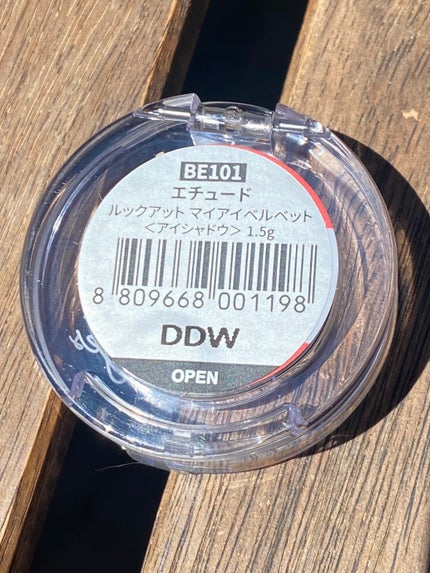 BE101
エチュード
ルックアット マイアイベルベット
＜アイシャドウ＞ 1.5g
8 809668 001198
DDW
OPEN